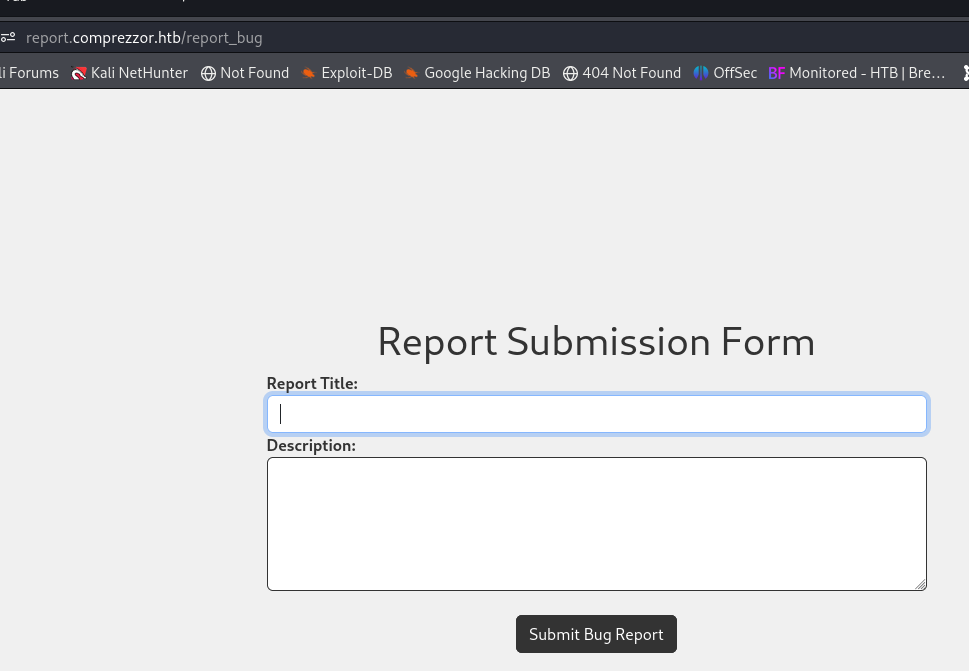 report.comprezzor.htb/report_bug
li Forums Kali NetHunter Not Found Exploit-DB Google Hacking DB 404 Not Found OffSec BF Monitored - HTB | Bre...
Report Submission Form
Report Title:
Description:
Submit Bug Report